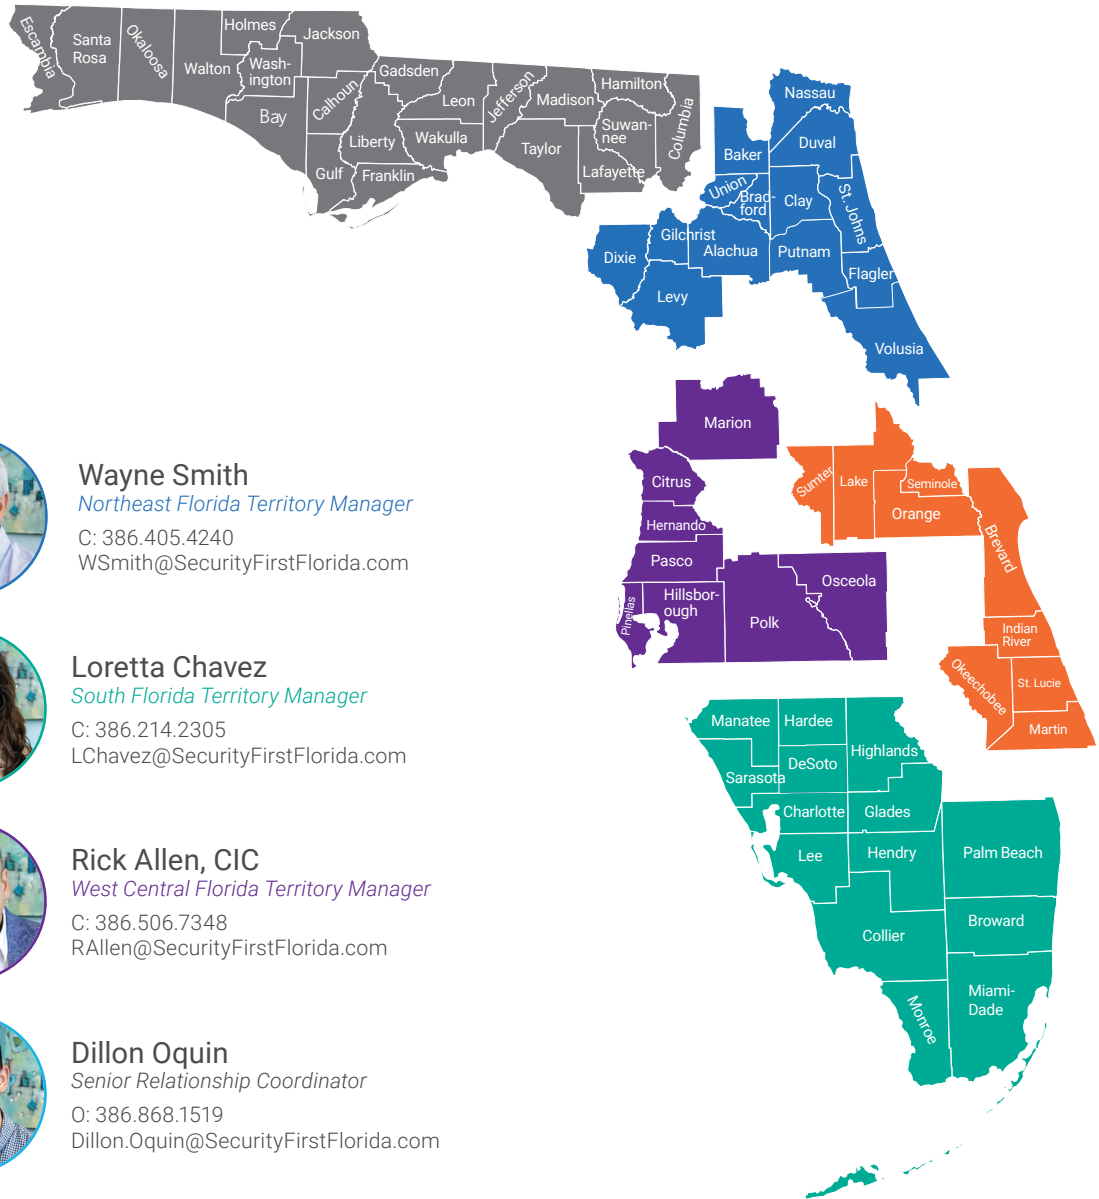 Escambia
Santa
Rosa
Okaloosa
Walton
Holmes
Wash-
ington
Jackson
Bay
Calhoun
Gulf
Liberty
Franklin
Gadsden
Leon
Wakulla
Jefferson
Madison
Taylor
Hamilton
Suwan-
nee
Lafayette
Columbia
Nassau
Duval
Baker
Union
Brad-
ford
Clay
St. Johns
Gilchrist
Alachua
Putnam
Dixie
Levy
Flagler
Volusia
Marion
Citrus
Hernando
Pasco
Pinellas
Hillsbor-
ough
Polk
Osceola
Sumter
Lake
Seminole
Orange
Brevard
Indian
River
Okeechobee
St. Lucie
Martin
Manatee
Hardee
Highlands
Sarasota
DeSoto
Charlotte
Glades
Lee
Hendry
Palm Beach
Collier
Broward
Monroe
Miami-
Dade
Wayne Smith
Northeast Florida Territory Manager
C: 386.405.4240
WSmith@SecurityFirstFlorida.com
Loretta Chavez
South Florida Territory Manager
C: 386.214.2305
LChavez@SecurityFirstFlorida.com
Rick Allen, CIC
West Central Florida Territory Manager
C: 386.506.7348
RAllen@SecurityFirstFlorida.com
Dillon Oquin
Senior Relationship Coordinator
O: 386.868.1519
Dillon.Oquin@SecurityFirstFlorida.com